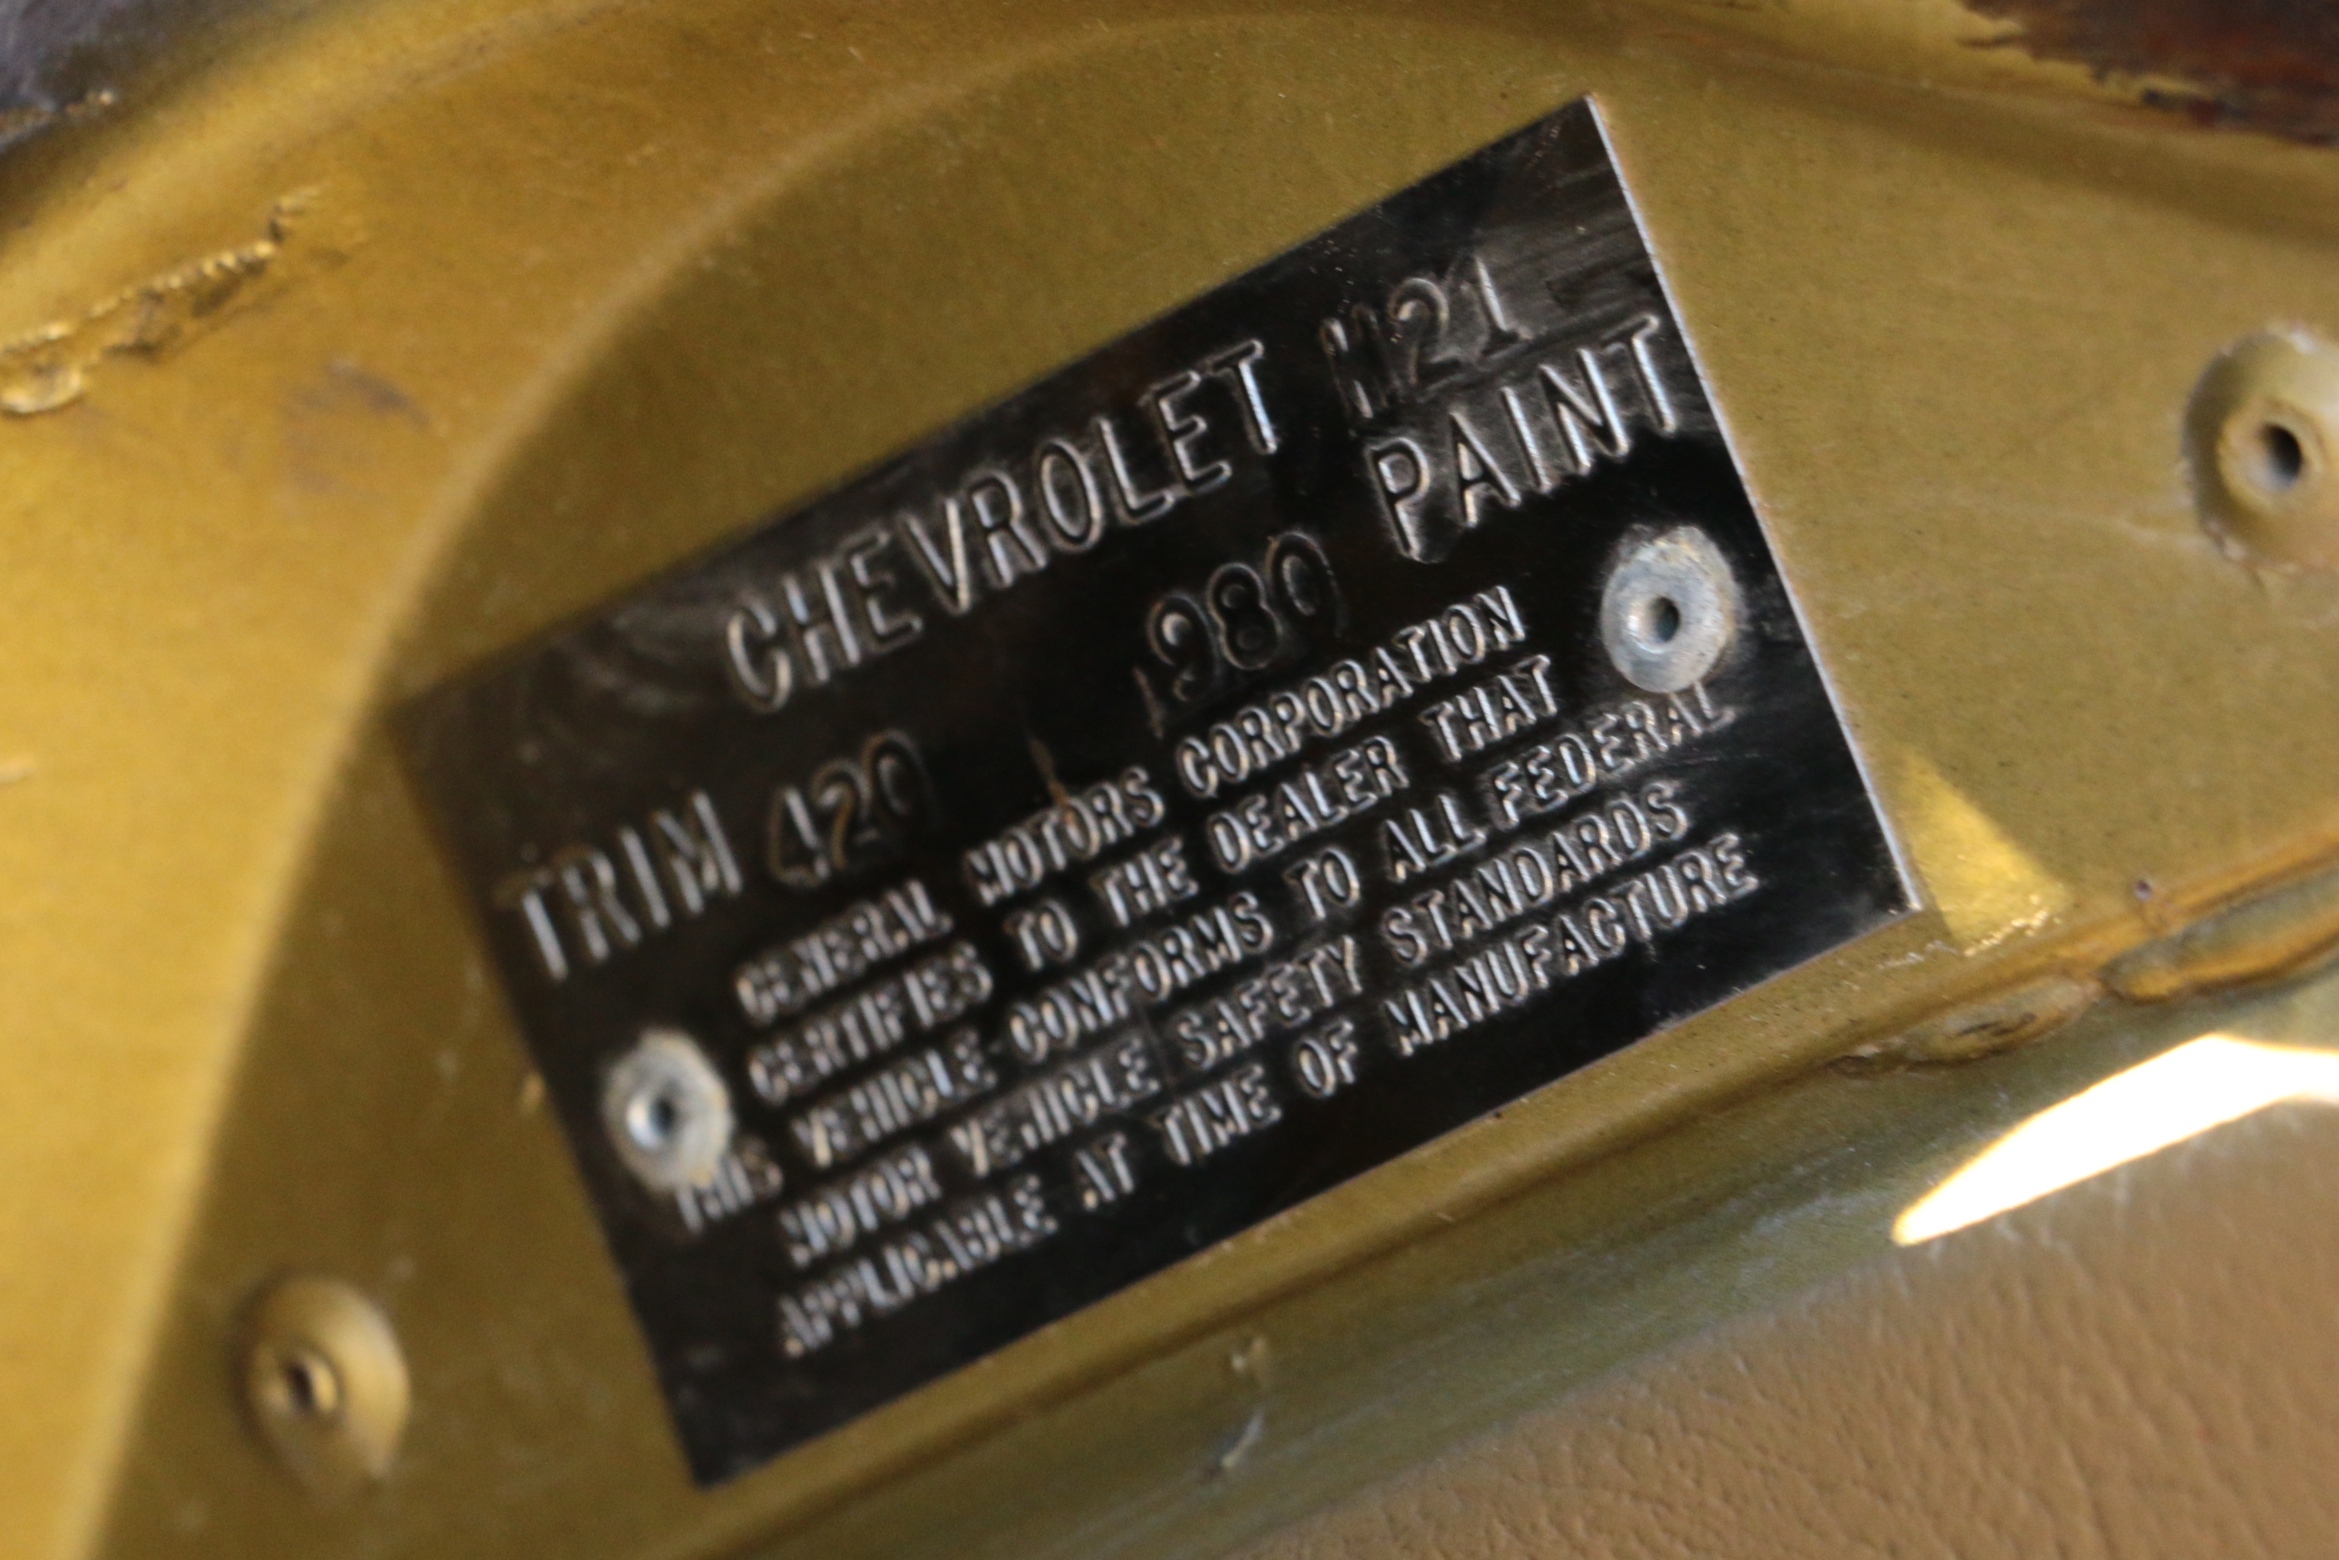 CHEVROLET
TRIM 420 980 PAINT
GENERAL MOTORS CORPORATION
CERTIFIES TO THE DEALER THAT
THIS VEHICLE CONFORMS TO ALL FEDERAL
MOTOR VEHICLE SAFETY STANDARDS
APPLICABLE AT TIME OF MANUFACTURE